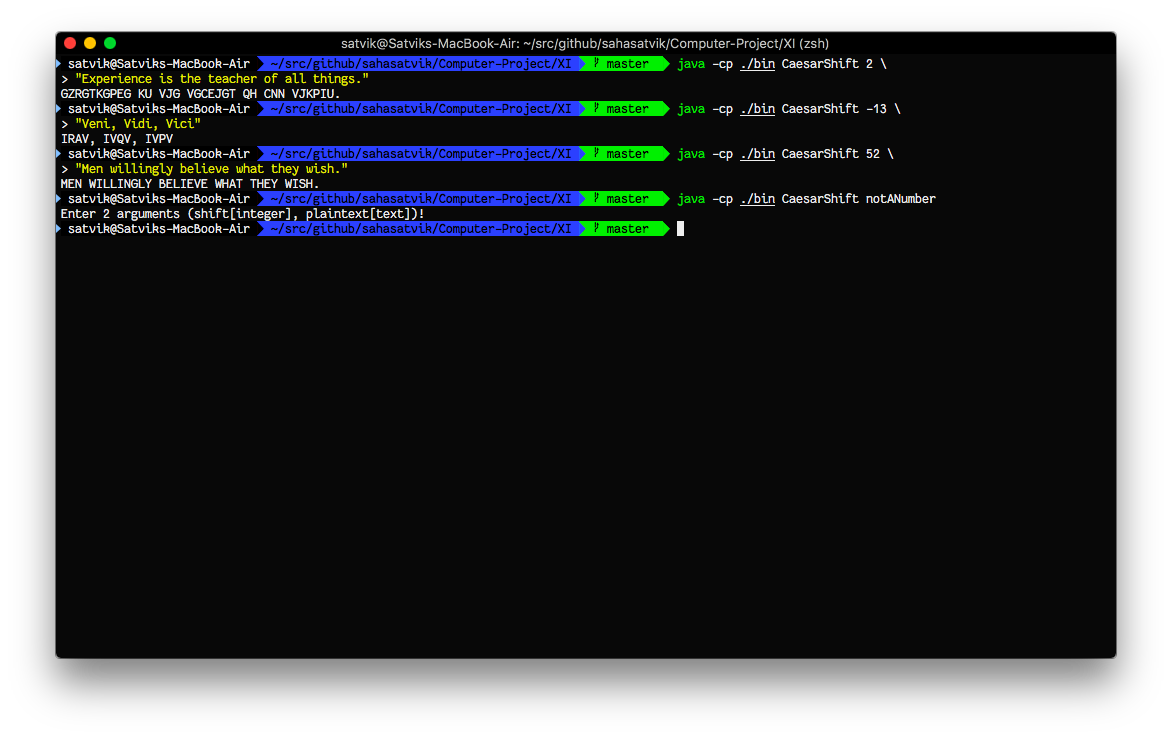 satvik@Satviks-MacBook-Air: ~/src/github/sahasatvik/Computer-Project/XI (zsh)
satvik@Satviks-MacBook-Air ~/src/github/sahasatvik/Computer-Project/XI master java -cp ./bin CaesarShift 2 \
> "Experience is the teacher of all things."
GZRGTKGPEG KU VJG VGCEJGT QH CNN VJKPIU.
satvik@Satviks-MacBook-Air ~/src/github/sahasatvik/Computer-Project/XI master java -cp ./bin CaesarShift -13 \
> "Veni, Vidi, Vici"
IRAV, IVQV, IVPV
satvik@Satviks-MacBook-Air ~/src/github/sahasatvik/Computer-Project/XI master java -cp ./bin CaesarShift 52 \
> "Men willingly believe what they wish."
MEN WILLINGLY BELIEVE WHAT THEY WISH.
satvik@Satviks-MacBook-Air ~/src/github/sahasatvik/Computer-Project/XI master java -cp ./bin CaesarShift notANumber
Enter 2 arguments (shift[integer], plaintext[text])!
satvik@Satviks-MacBook-Air ~/src/github/sahasatvik/Computer-Project/XI master